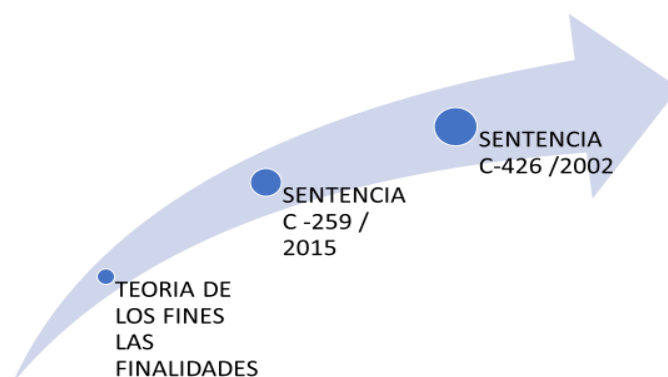 TEORIA DE
LOS FINES
LAS
FINALIDADES
SENTENCIA
C -259 /
2015
SENTENCIA
C-426 /2002